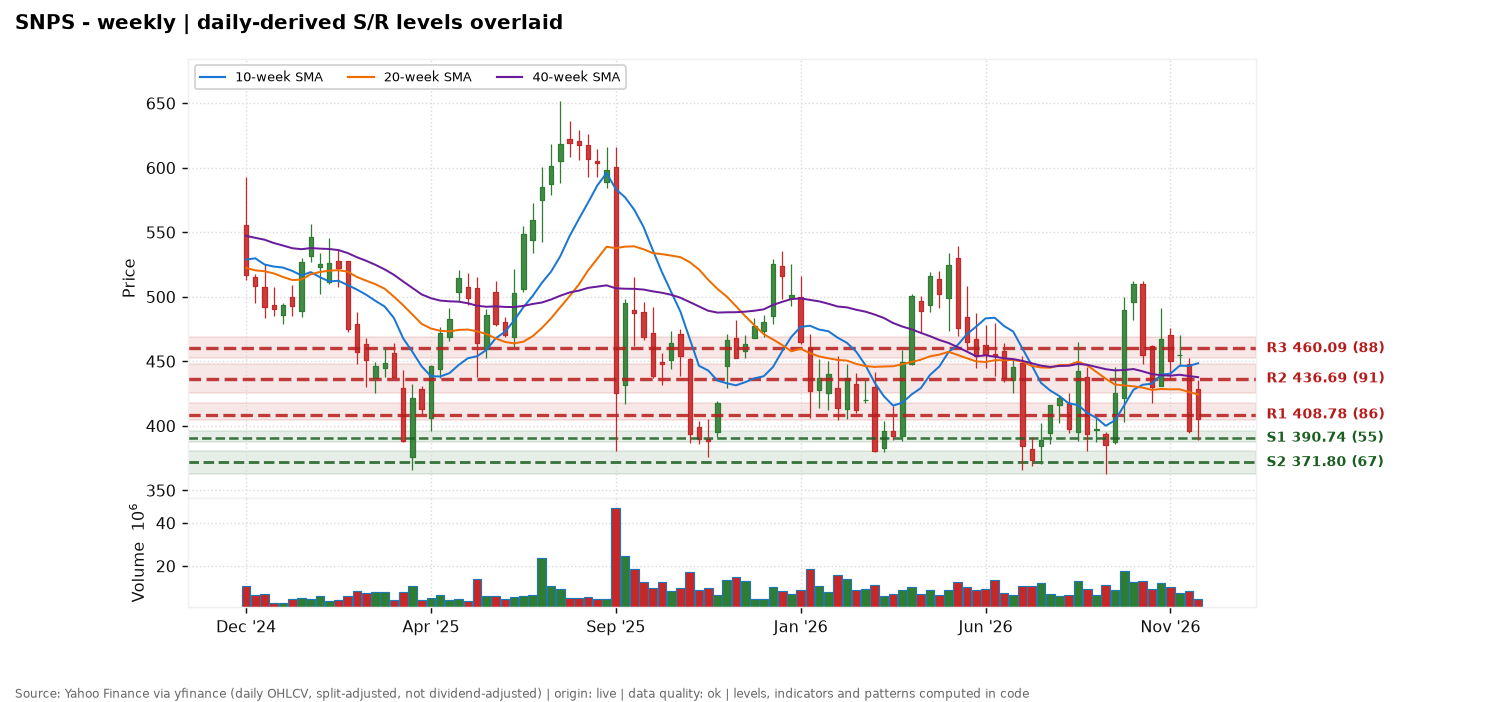 SNPS - weekly | daily-derived S/R levels overlaid
10-week SMA
20-week SMA
40-week SMA
Price
650
600
550
500
450
400
350
R3 460.09 (88)
R2 436.69 (91)
R1 408.78 (86)
S1 390.74 (55)
S2 371.80 (67)
Volume 10⁶
40
20
Dec '24
Apr '25
Sep '25
Jan '26
Jun '26
Nov '26
Source: Yahoo Finance via yfinance (daily OHLCV, split-adjusted, not dividend-adjusted) | origin: live | data quality: ok | levels, indicators and patterns computed in code